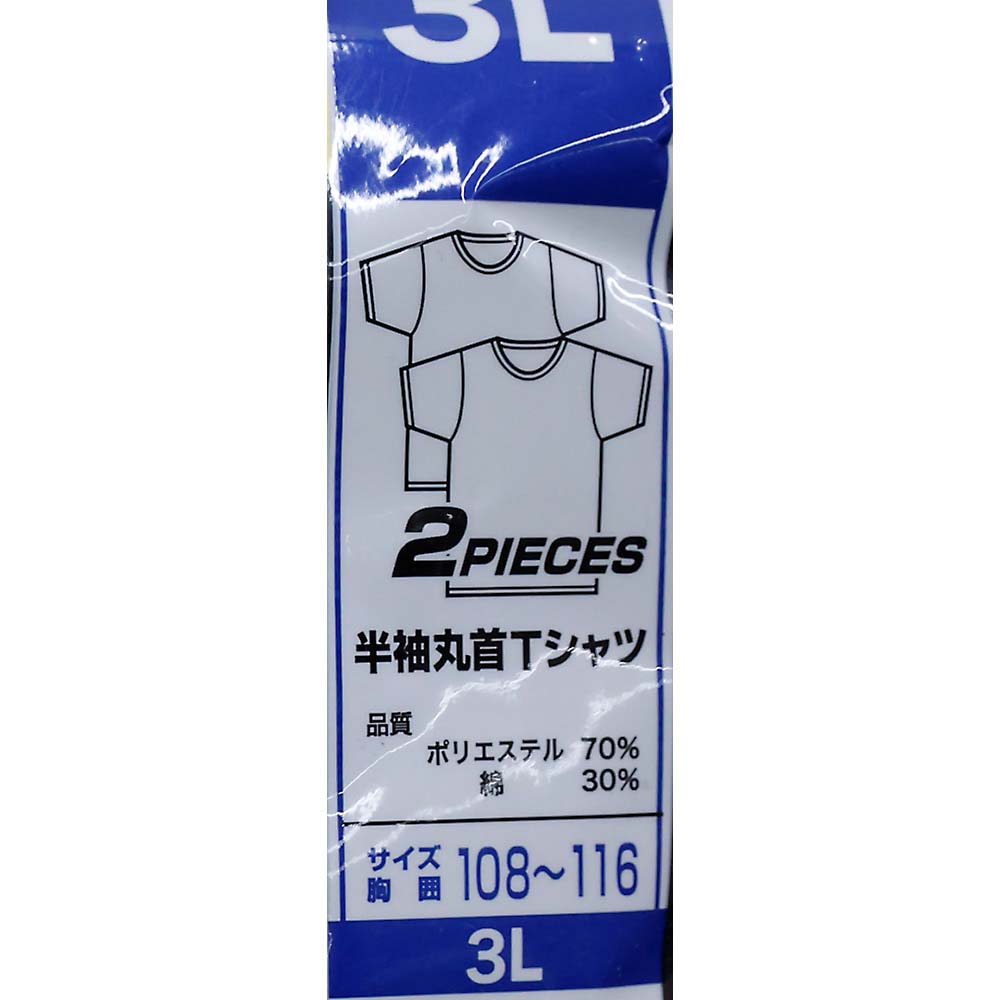 3L
2PIECES
半袖丸首Tシャツ
品質
ポリエステル 70%
綿 30%
サイズ
胸囲 108～116
3L